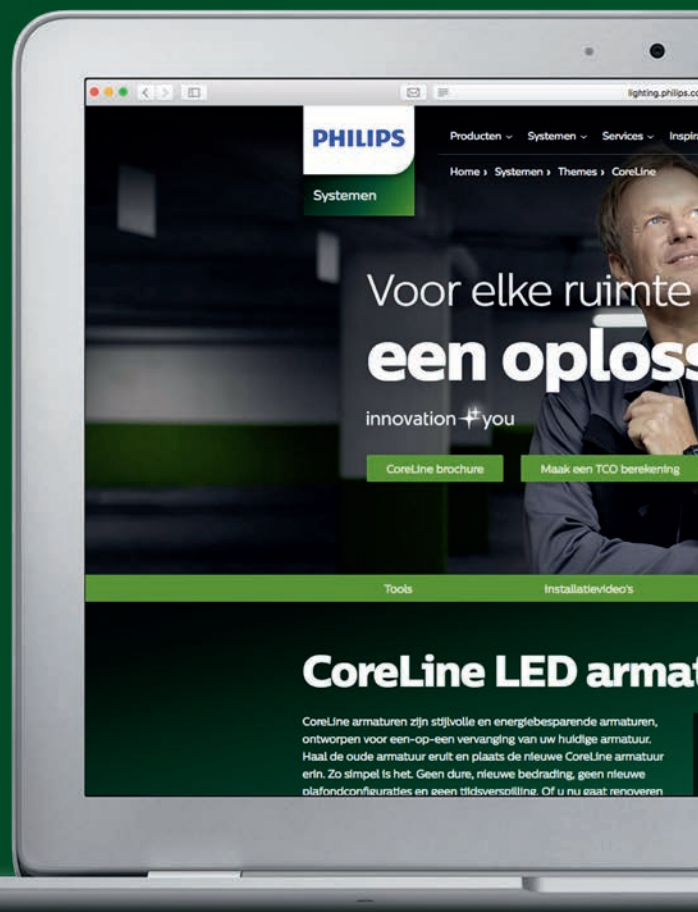 lighting.philips.co
PHILIPS
Systemen
Producten Systemen Services Inspir
Home › Systemen › Themes › CoreLine
Voor elke ruimte
een oploss
innovation you
CoreLine brochure
Maak een TCO berekening
Tools
Installatievideo's
CoreLine LED armat
CoreLine armaturen zijn stijlvolle en energiebesparende armaturen,
ontworpen voor een-op-een vervanging van uw huidige armatuur.
Haal de oude armatuur eruit en plaats de nieuwe CoreLine armatuur
erin. Zo simpel is het. Geen dure, nieuwe bedrading, geen nieuwe
plafondconfiguraties en geen tijdsverspilling. Of u nu gaat renoveren